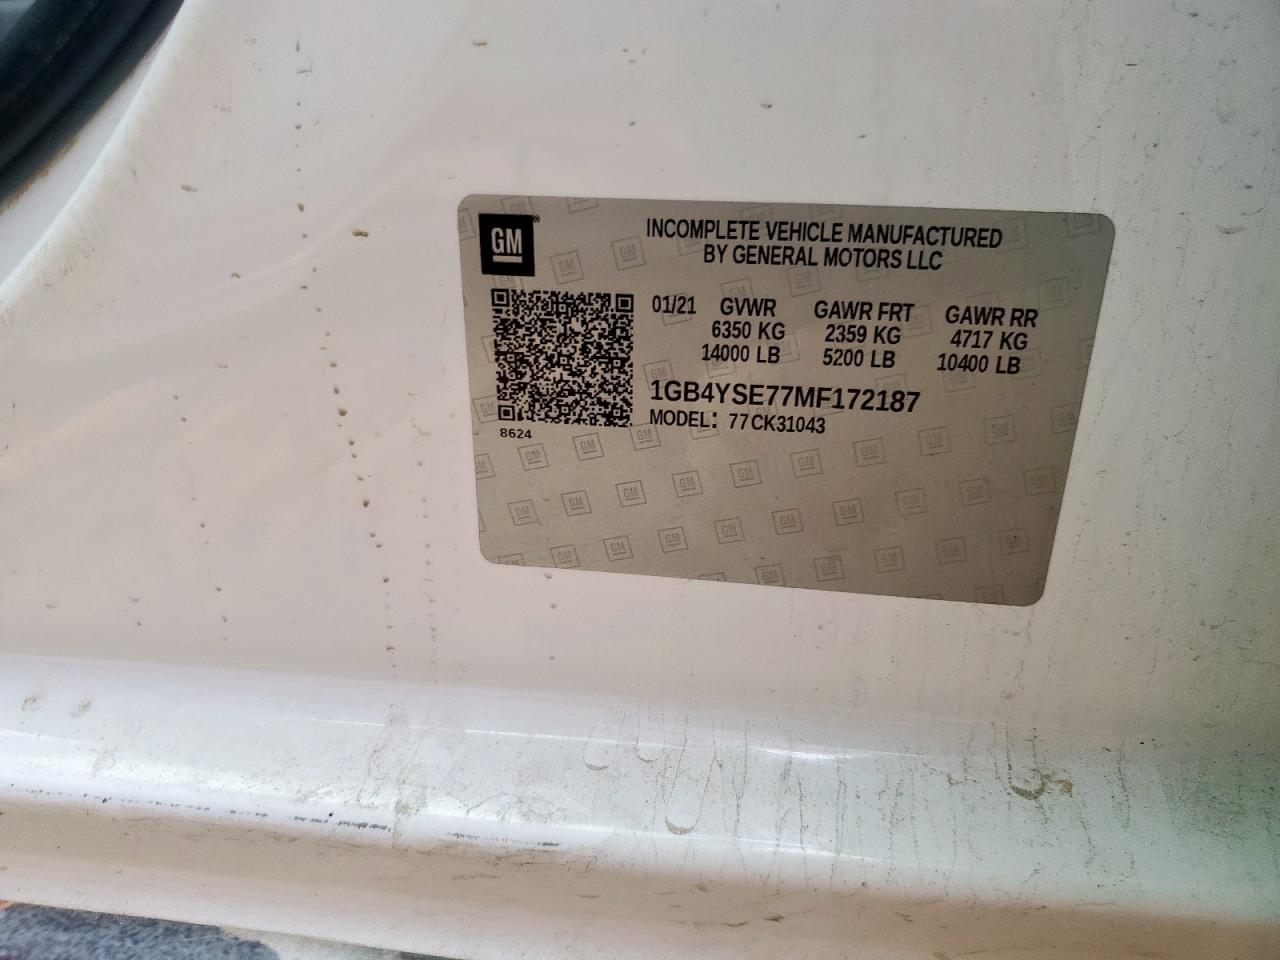 GM
INCOMPLETE VEHICLE MANUFACTURED
BY GENERAL MOTORS LLC
01/21 GVWR GAWR FRT GAWR RR
6350 KG 2359 KG 4717 KG
14000 LB 5200 LB 10400 LB
1GB4YSE77MF172187
MODEL: 77CK31043
8624